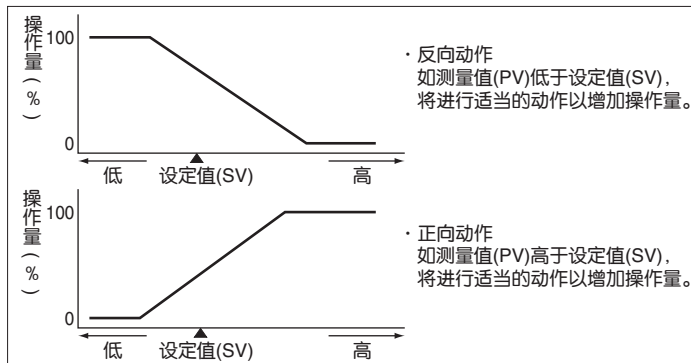 操作量(%)
100
0
低
设定值(SV)
高
・反向动作
如测量值(PV)低于设定值(SV)，
将进行适当的动作以增加操作量。
操作量(%)
100
0
低
设定值(SV)
高
・正向动作
如测量值(PV)高于设定值(SV)，
将进行适当的动作以增加操作量。